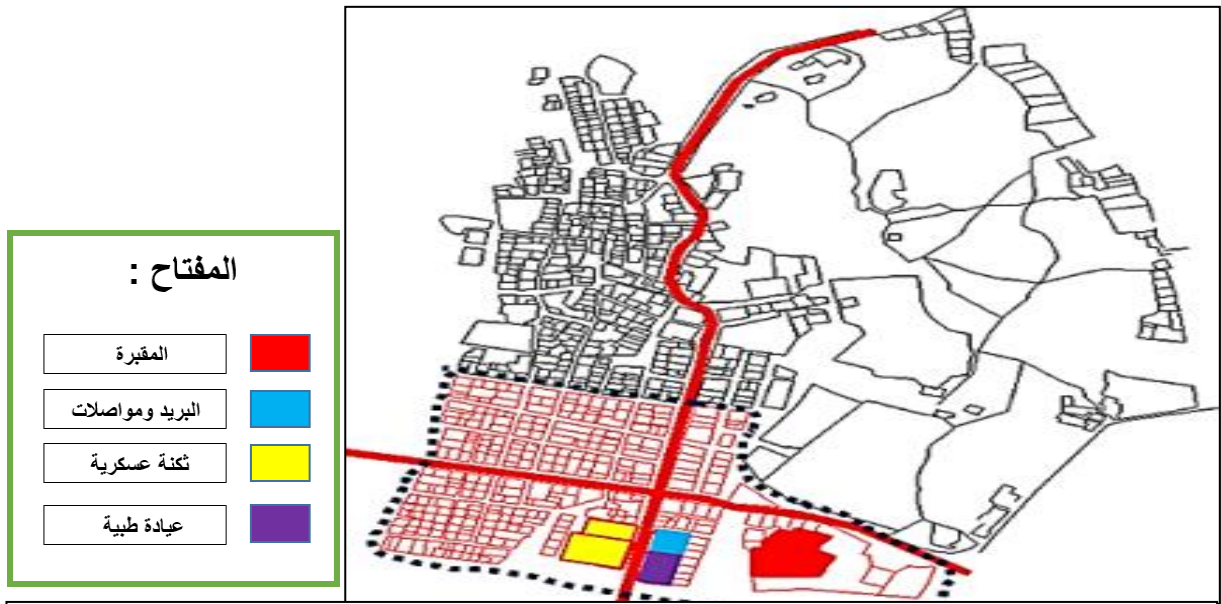 المفتاح :
المقبرة
البريد ومواصلات
ثكنة عسكرية
عيادة طبية